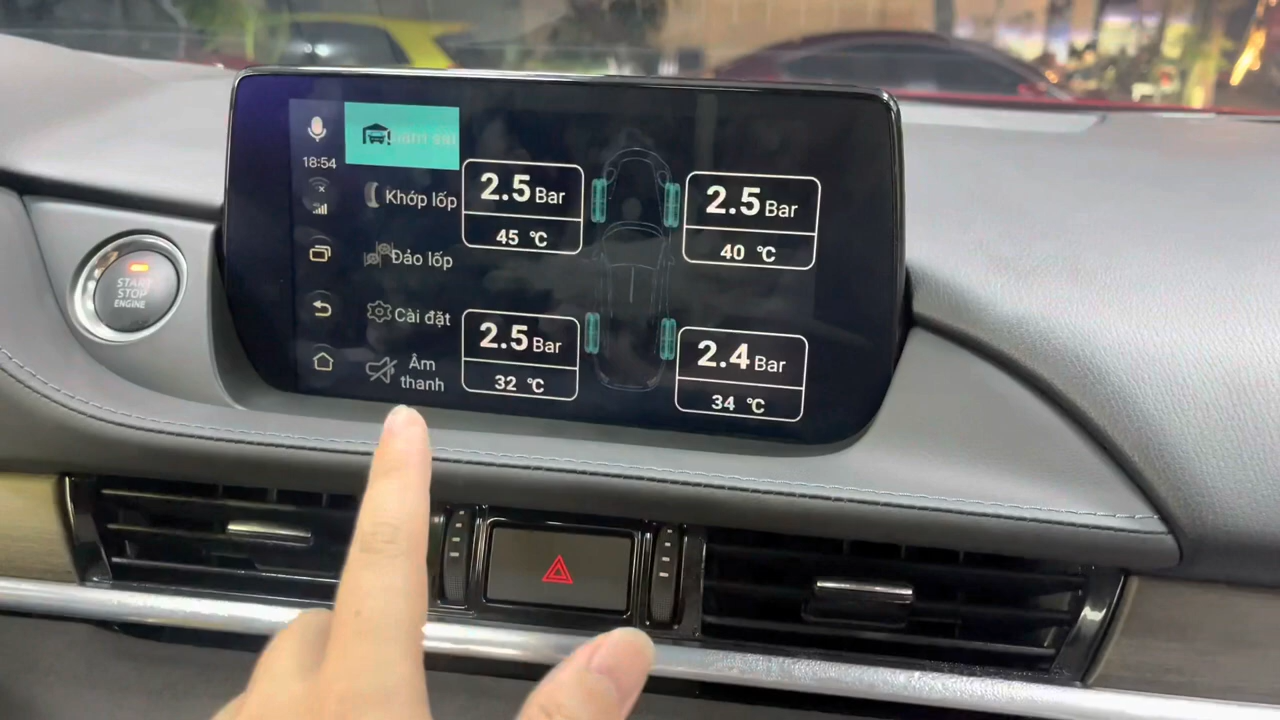 18:54
Khớp lốp
Đảo lốp
Cài đặt
Âm
thanh
2.5 Bar
45 ℃
2.5 Bar
40 ℃
2.5 Bar
32 ℃
2.4 Bar
34 ℃
START
STOP
ENGINE